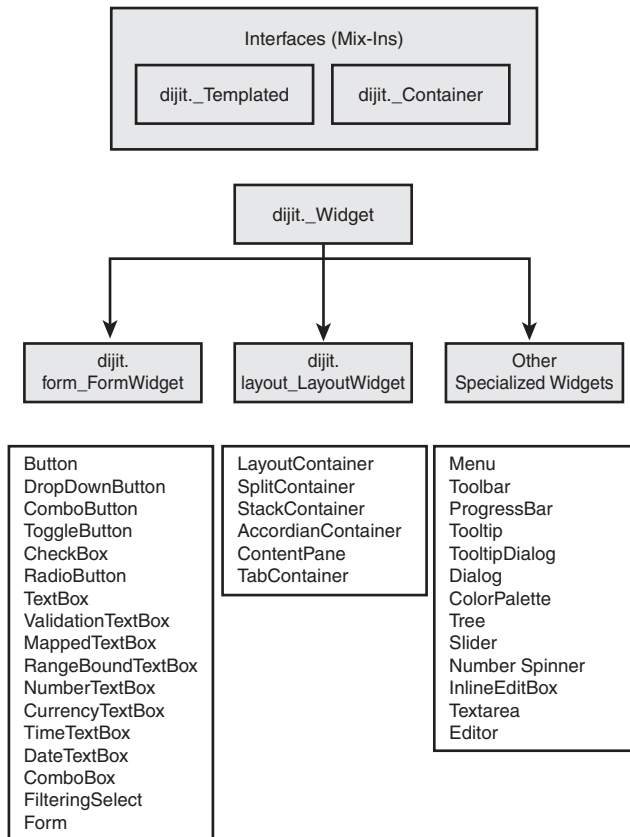 Interfaces (Mix-Ins)
dijit._Templated
dijit._Container
dijit._Widget
dijit.
form_FormWidget
dijit.
layout_LayoutWidget
Other
Specialized Widgets
Button
DropDownButton
ComboButton
ToggleButton
CheckBox
RadioButton
TextBox
ValidationTextBox
MappedTextBox
RangeBoundTextBox
NumberTextBox
CurrencyTextBox
TimeTextBox
DateTextBox
ComboBox
FilteringSelect
Form
LayoutContainer
SplitContainer
StackContainer
AccordianContainer
ContentPane
TabContainer
Menu
Toolbar
ProgressBar
Tooltip
TooltipDialog
Dialog
ColorPalette
Tree
Slider
Number Spinner
InlineEditBox
Textarea
Editor